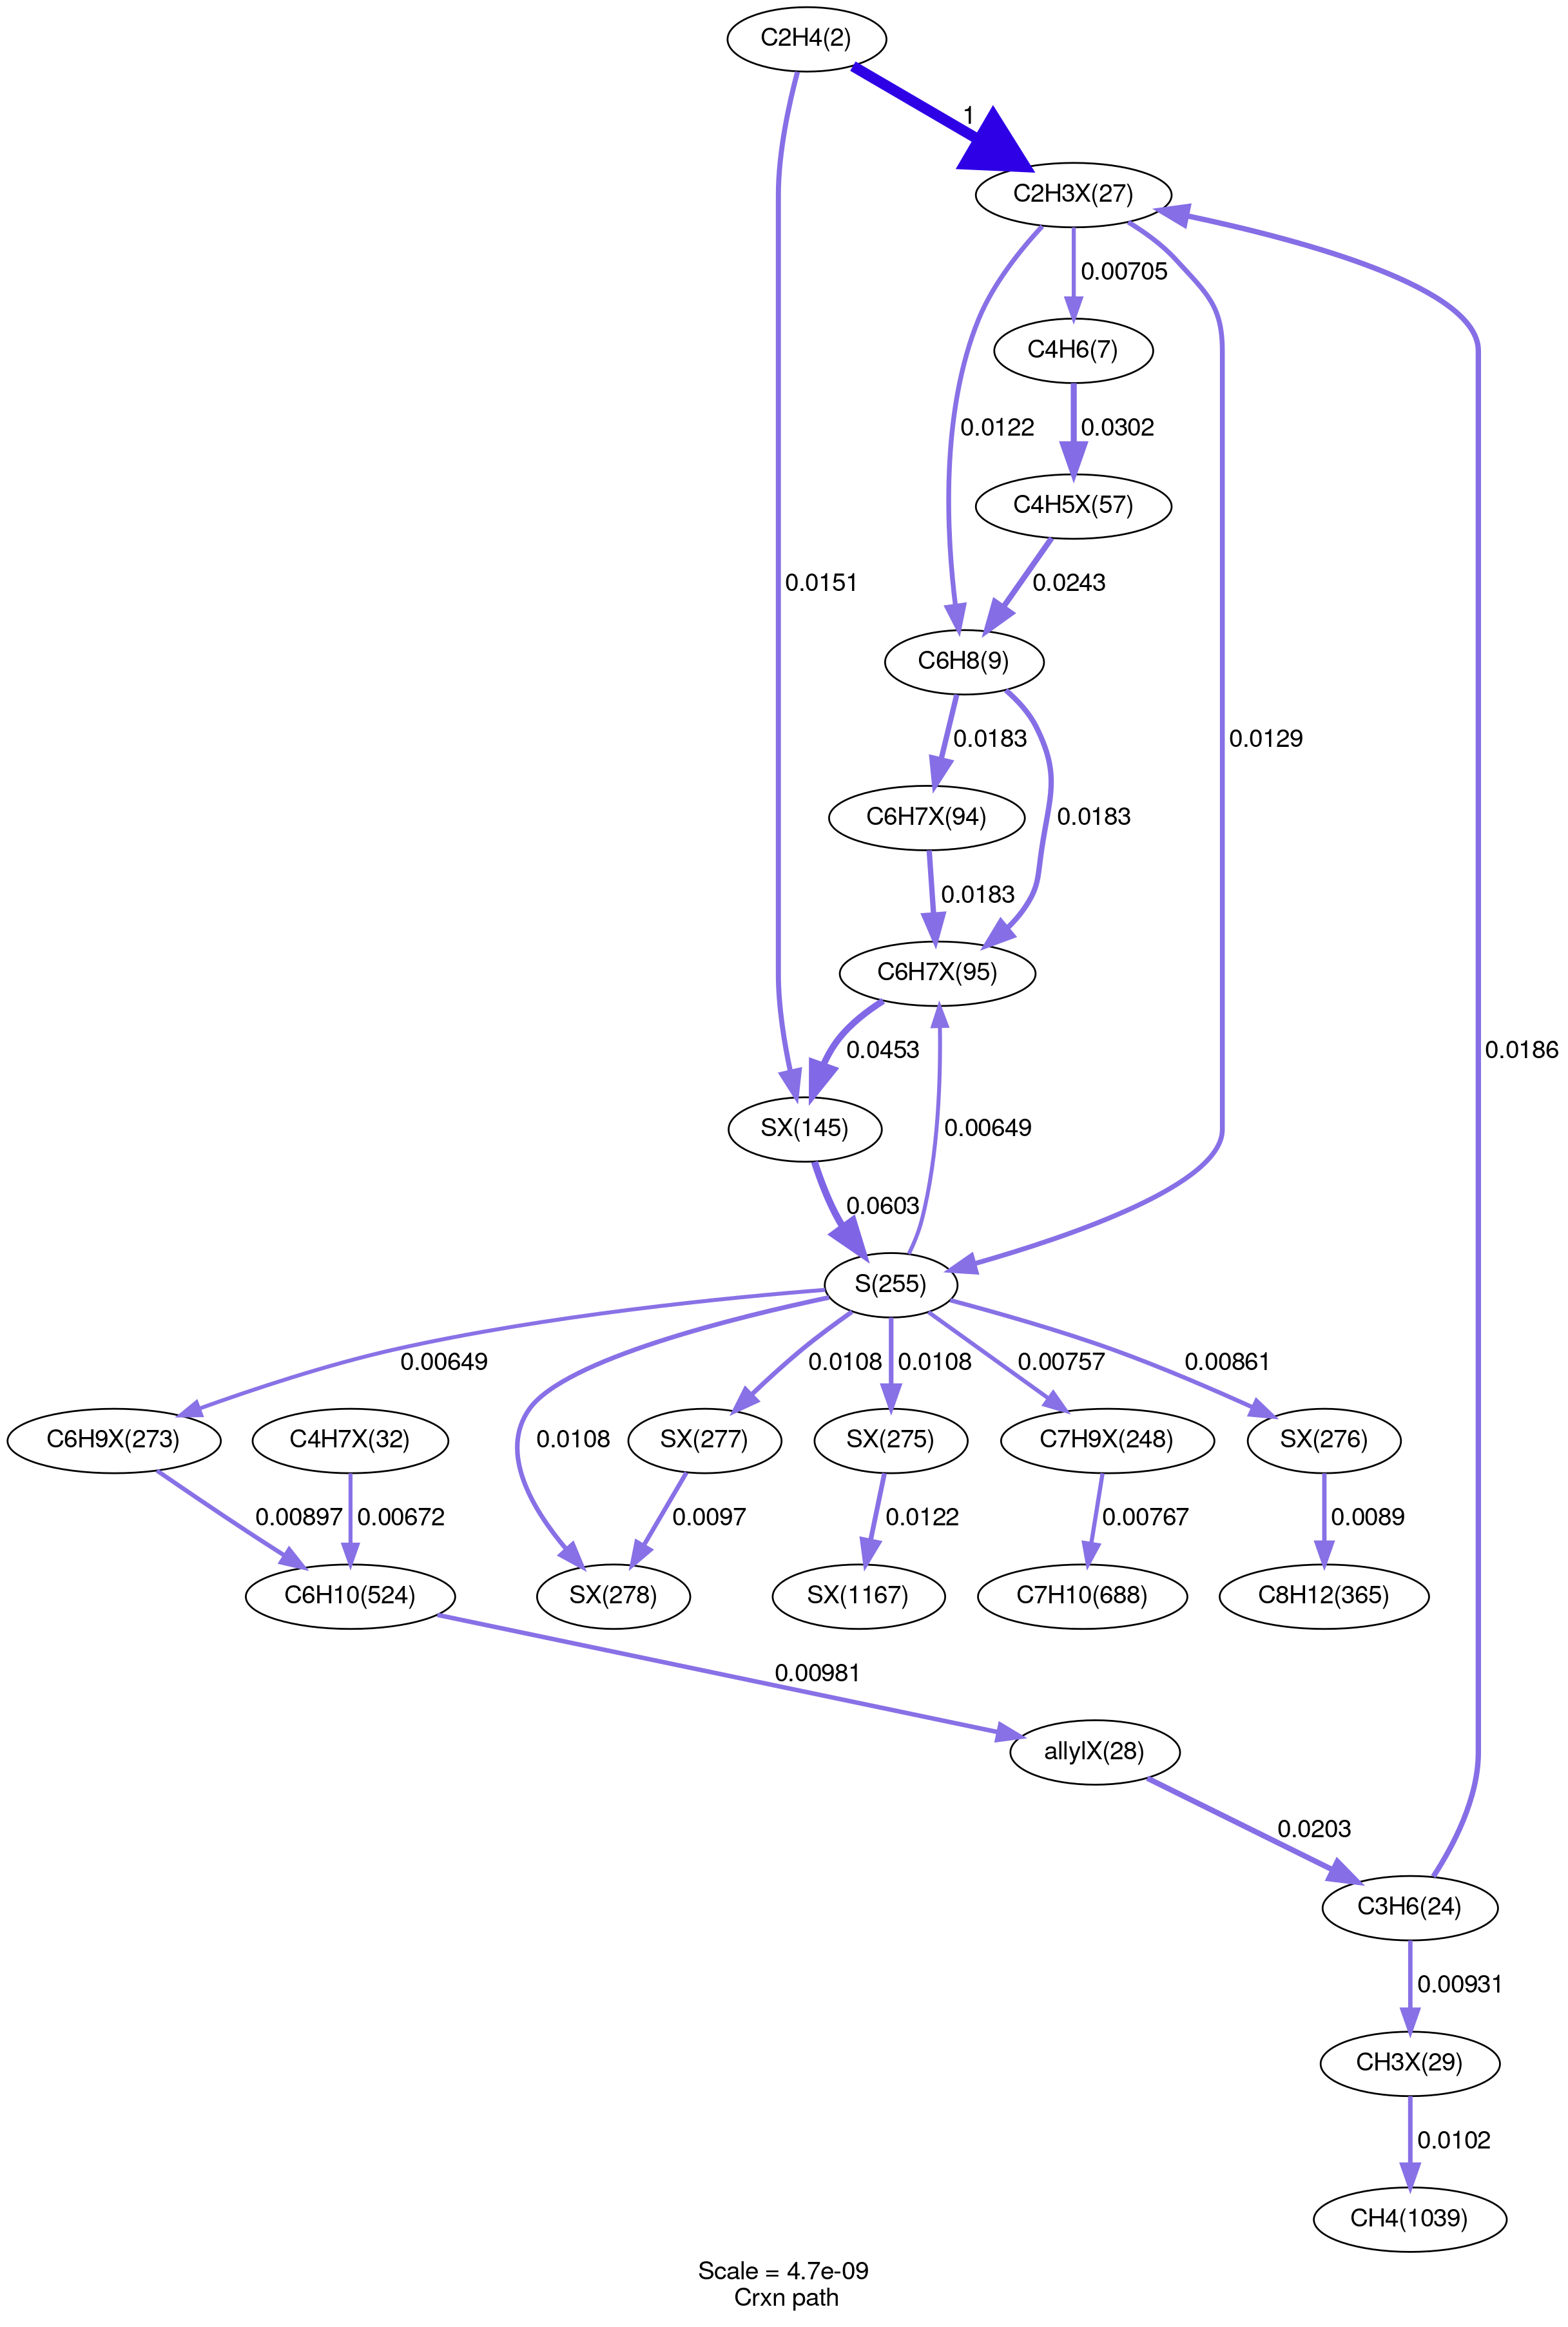 C2H4(2)
1
C2H3X(27)
0.00705
C4H6(7)
0.0122
0.0302
C4H5X(57)
0.0151
0.0243
C6H8(9)
0.0183
0.0129
C6H7X(94)
0.0183
0.0183
C6H7X(95)
0.0453
0.0186
SX(145)
0.00649
0.0603
S(255)
0.00649
0.0108
0.0108
0.0108
0.00757
0.00861
C6H9X(273)
C4H7X(32)
SX(277)
SX(275)
C7H9X(248)
SX(276)
0.00897
0.00672
0.0097
0.0122
0.00767
0.0089
C6H10(524)
SX(278)
SX(1167)
C7H10(688)
C8H12(365)
0.00981
allylX(28)
0.0203
C3H6(24)
0.00931
CH3X(29)
0.0102
CH4(1039)
Scale = 4.7e-09
Crxn path